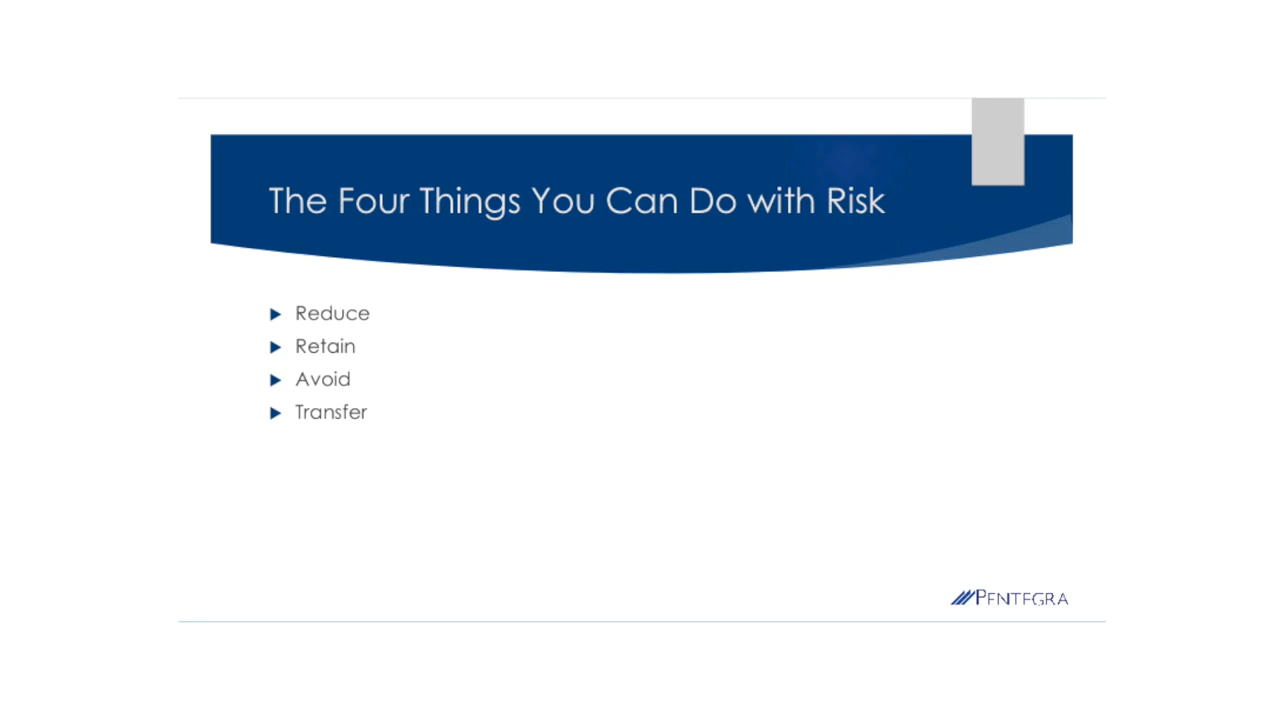 The Four Things You Can Do with Risk
Reduce
Retain
Avoid
Transfer
PENTEGRA